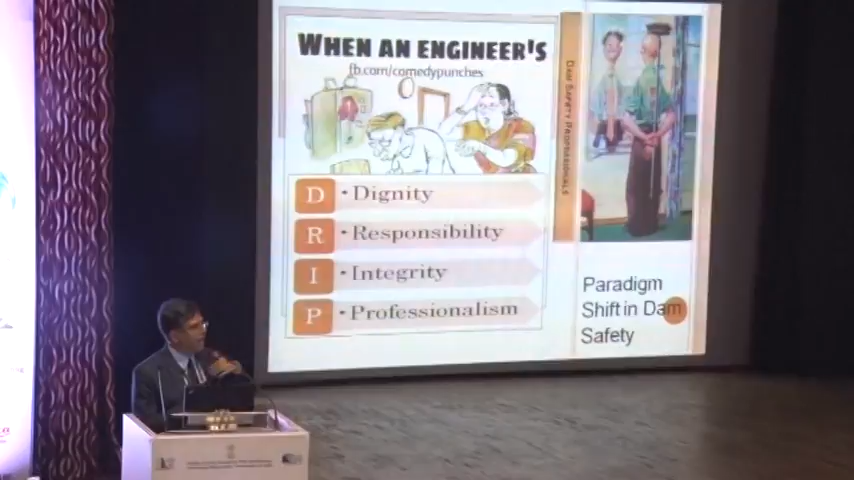 WHEN AN ENGINEER'S
fb.com/comedypunches
D • Dignity
R • Responsibility
I • Integrity
P • Professionalism
DAM SAFETY PROFESSIONALS
Paradigm
Shift in Dam
Safety